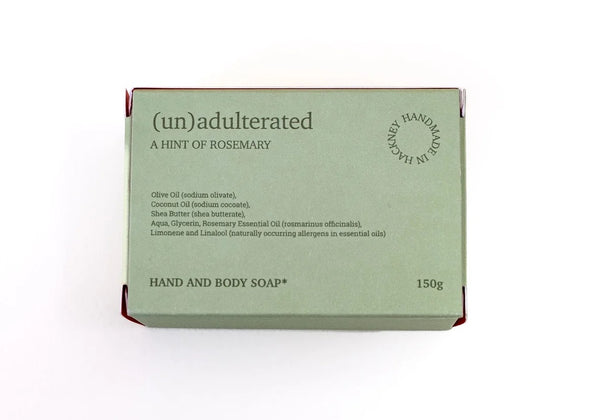 (un)adulterated
A HINT OF ROSEMARY
HANDMADE IN HACKNEY
Olive Oil (sodium olivate),
Coconut Oil (sodium cocoate),
Shea Butter (shea butterate),
Aqua, Glycerin, Rosemary Essential Oil (rosmarinus officinalis),
Limonene and Linalool (naturally occurring allergens in essential oils)
HAND AND BODY SOAP*
150g